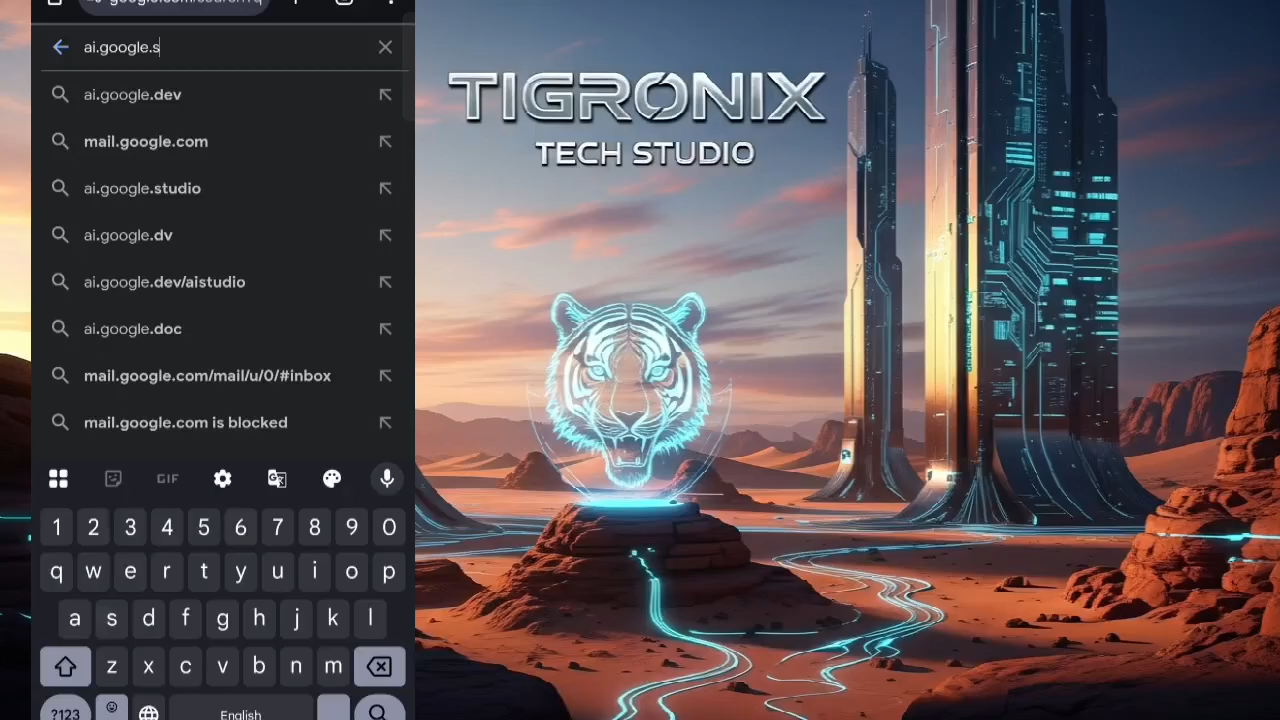 ai.google.s
ai.google.dev
mail.google.com
ai.google.studio
ai.google.dv
ai.google.dev/aistudio
ai.google.doc
mail.google.com/mail/u/0/#inbox
mail.google.com is blocked
GIF
1 2 3 4 5 6 7 8 9 0
q w e r t y u i o p
a s d f g h j k l
z x c v b n m
?123
English
TIGRONIX
TECH STUDIO